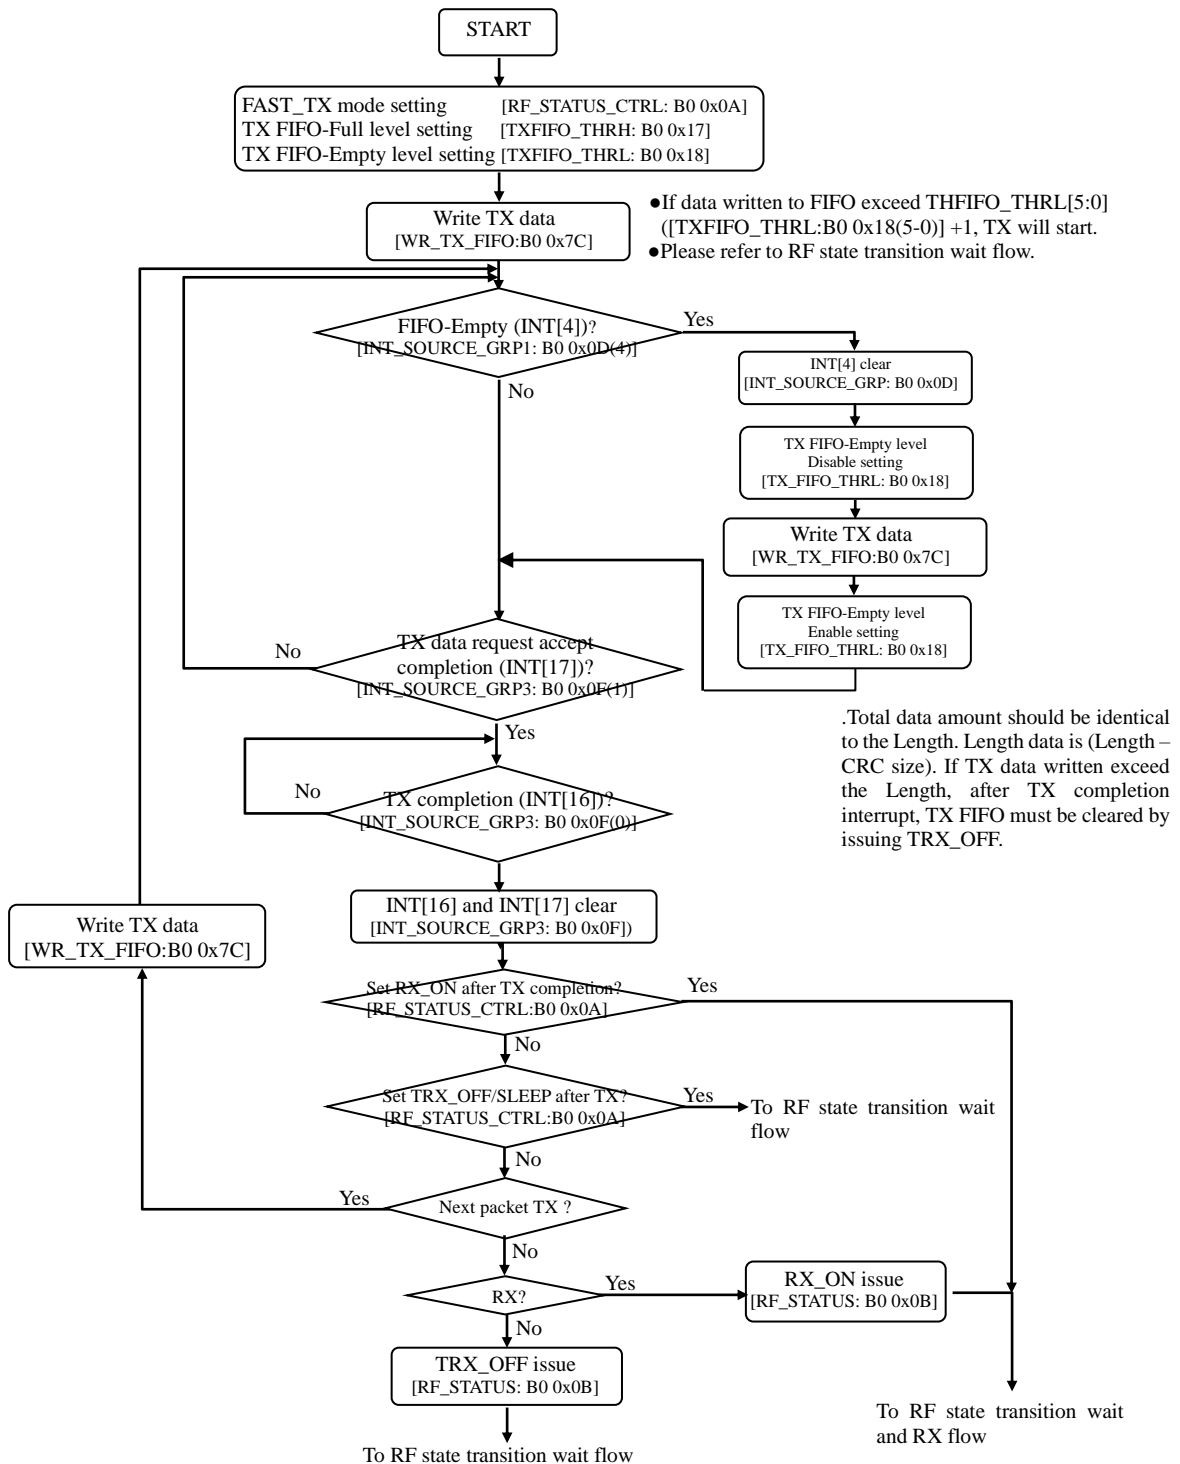 START
FAST_TX mode setting [RF_STATUS_CTRL: B0 0x0A]
TX FIFO-Full level setting [TXFIFO_THRH: B0 0x17]
TX FIFO-Empty level setting [TXFIFO_THRL: B0 0x18]
Write TX data
[WR_TX_FIFO:B0 0x7C]
●If data written to FIFO exceed THFIFO_THRL[5:0]
([TXFIFO_THRL:B0 0x18(5-0)] +1, TX will start.
●Please refer to RF state transition wait flow.
FIFO-Empty (INT[4])?
[INT_SOURCE_GRP1: B0 0x0D(4)]
Yes
No
INT[4] clear
[INT_SOURCE_GRP: B0 0x0D]
TX FIFO-Empty level
Disable setting
[TX_FIFO_THRL: B0 0x18]
Write TX data
[WR_TX_FIFO:B0 0x7C]
TX FIFO-Empty level
Enable setting
[TX_FIFO_THRL: B0 0x18]
TX data request accept
completion (INT[17])?
[INT_SOURCE_GRP3: B0 0x0F(1)]
No
Yes
.Total data amount should be identical
to the Length. Length data is (Length –
CRC size). If TX data written exceed
the Length, after TX completion
interrupt, TX FIFO must be cleared by
issuing TRX_OFF.
TX completion (INT[16])?
[INT_SOURCE_GRP3: B0 0x0F(0)]
No
INT[16] and INT[17] clear
[INT_SOURCE_GRP3: B0 0x0F])
Write TX data
[WR_TX_FIFO:B0 0x7C]
Set RX_ON after TX completion?
[RF_STATUS_CTRL:B0 0x0A]
Yes
No
Set TRX_OFF/SLEEP after TX?
[RF_STATUS_CTRL:B0 0x0A]
Yes
To RF state transition wait
flow
No
Next packet TX ?
Yes
No
RX?
Yes
RX_ON issue
[RF_STATUS: B0 0x0B]
No
TRX_OFF issue
[RF_STATUS: B0 0x0B]
To RF state transition wait
and RX flow
To RF state transition wait flow